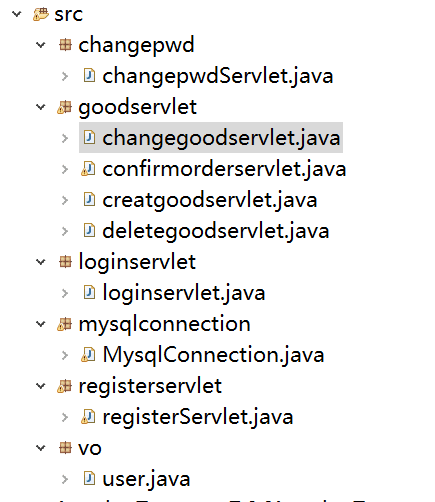 src
changepwd
changepwdServlet.java
goodservlet
changegoodservlet.java
confirmorderservlet.java
creatgoodservlet.java
deletegoodservlet.java
loginservlet
loginservlet.java
mysqlconnection
MysqlConnection.java
registerservlet
registerServlet.java
vo
user.java